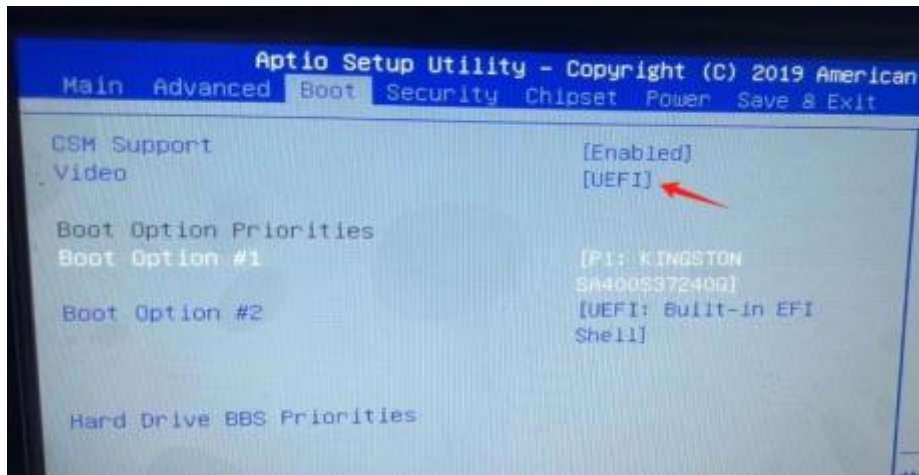 Aptio Setup Utility – Copyright (C) 2019 American
Main Advanced Boot Security Chipset Power Save & Exit
CSM Support [Enabled]
Video [UEFI]
Boot Option Priorities
Boot Option #1 [P1: KINGSTON
SA400S37240G]
Boot Option #2 [UEFI: Built-in EFI
Shell]
Hard Drive BBS Priorities